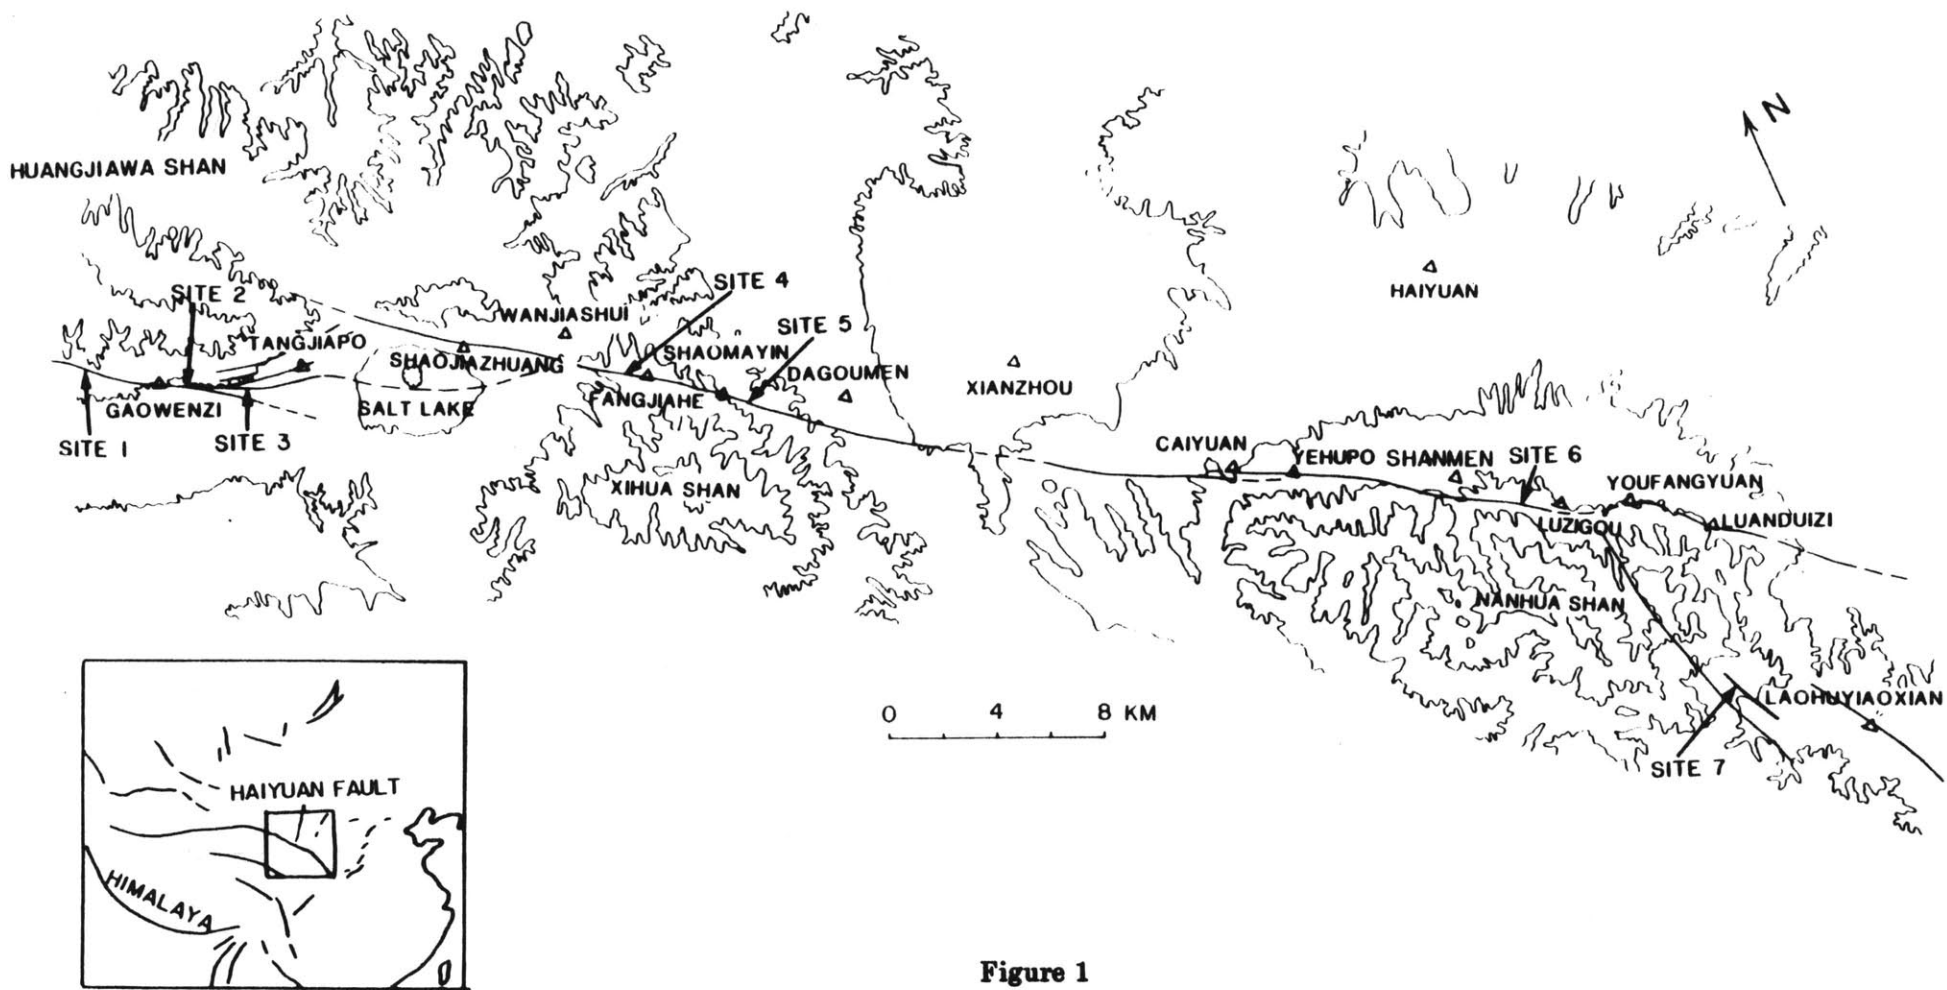 N
HUANGJIAWA SHAN
SITE 2
SITE 4
HAIYUAN
WANJIASHUI
SITE 5
TANGJIAPO
SHAOJIAZHUANG
SHAOMAYIN
DAGOUMEN
XIANZHOU
GAOWENZI
SALT LAKE
FANGJIAHE
SITE 1
SITE 3
CAIYUAN
YEHUPO
SHANMEN
SITE 6
XIHUA SHAN
YOUFANGYUAN
LUZIGOU
LUANDUIZI
NANHUA SHAN
LAOHUYIAOXIAN
0 4 8 KM
SITE 7
HAIYUAN FAULT
HIMALAYA
Figure 1